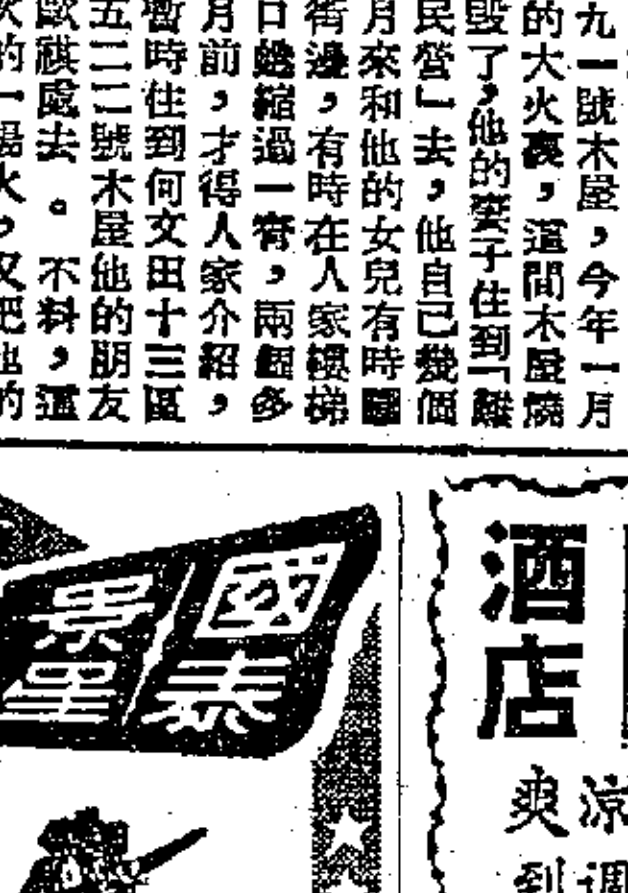 九一號木屋，今年一月
的大火裏，這間木屋燒
毀了，他的妻子住到「難
民營」去，他自己幾個
月來和他的女兒有時
街邊，有時在人家樓梯
口縮過一宵，兩個多
月前，才得人家介紹，
暫時住到何文田十三區
五二二號木屋他的朋友
歐祺處去。不料，這
的一場火，又把他的
國泰
景星
酒店
涼
爽
調
到